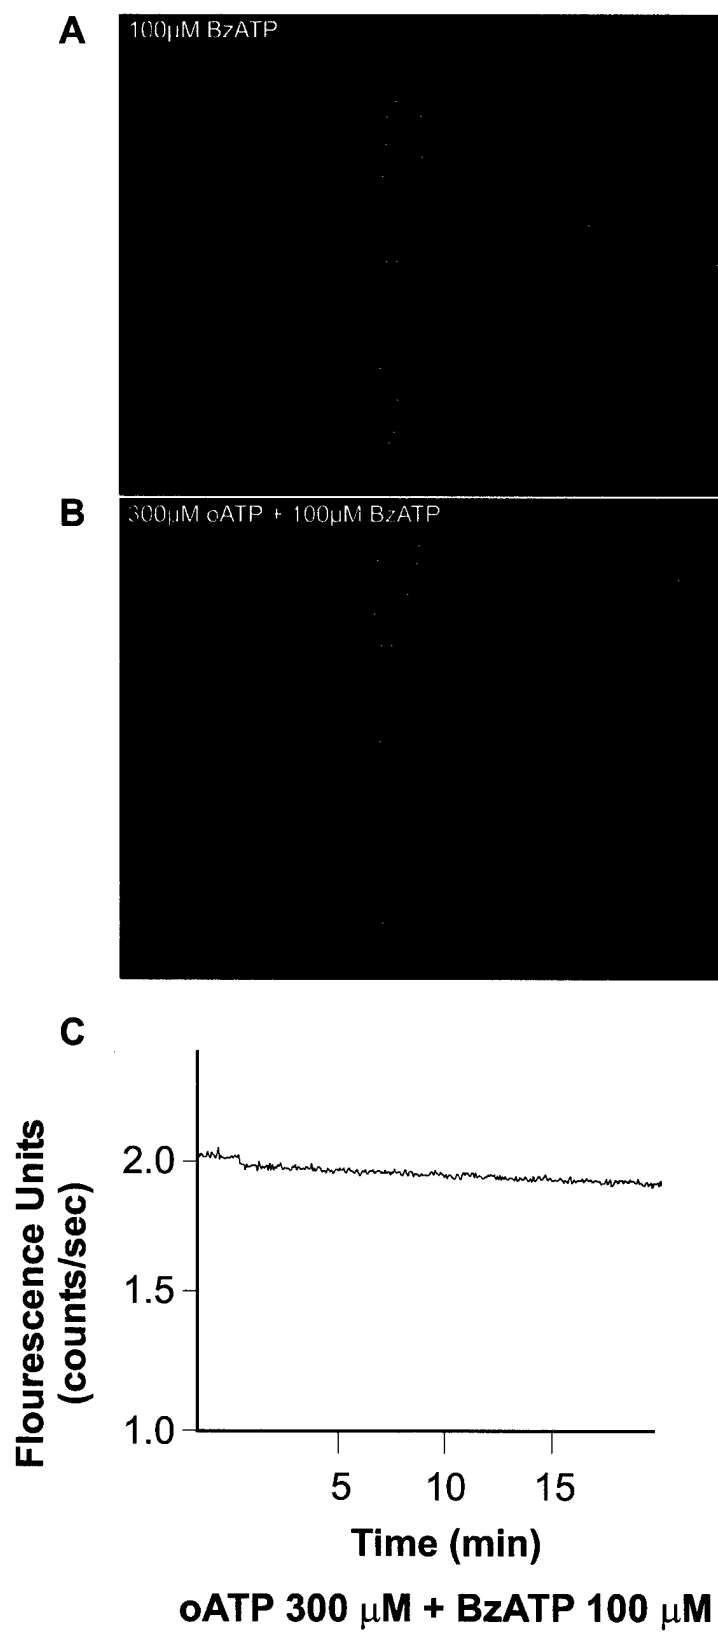 A
100µM BzATP
B
300µM oATP + 100µM BzATP
C
Flourescence Units
(counts/sec)
2.0
1.5
1.0
5 10 15
Time (min)
oATP 300 µM + BzATP 100 µM